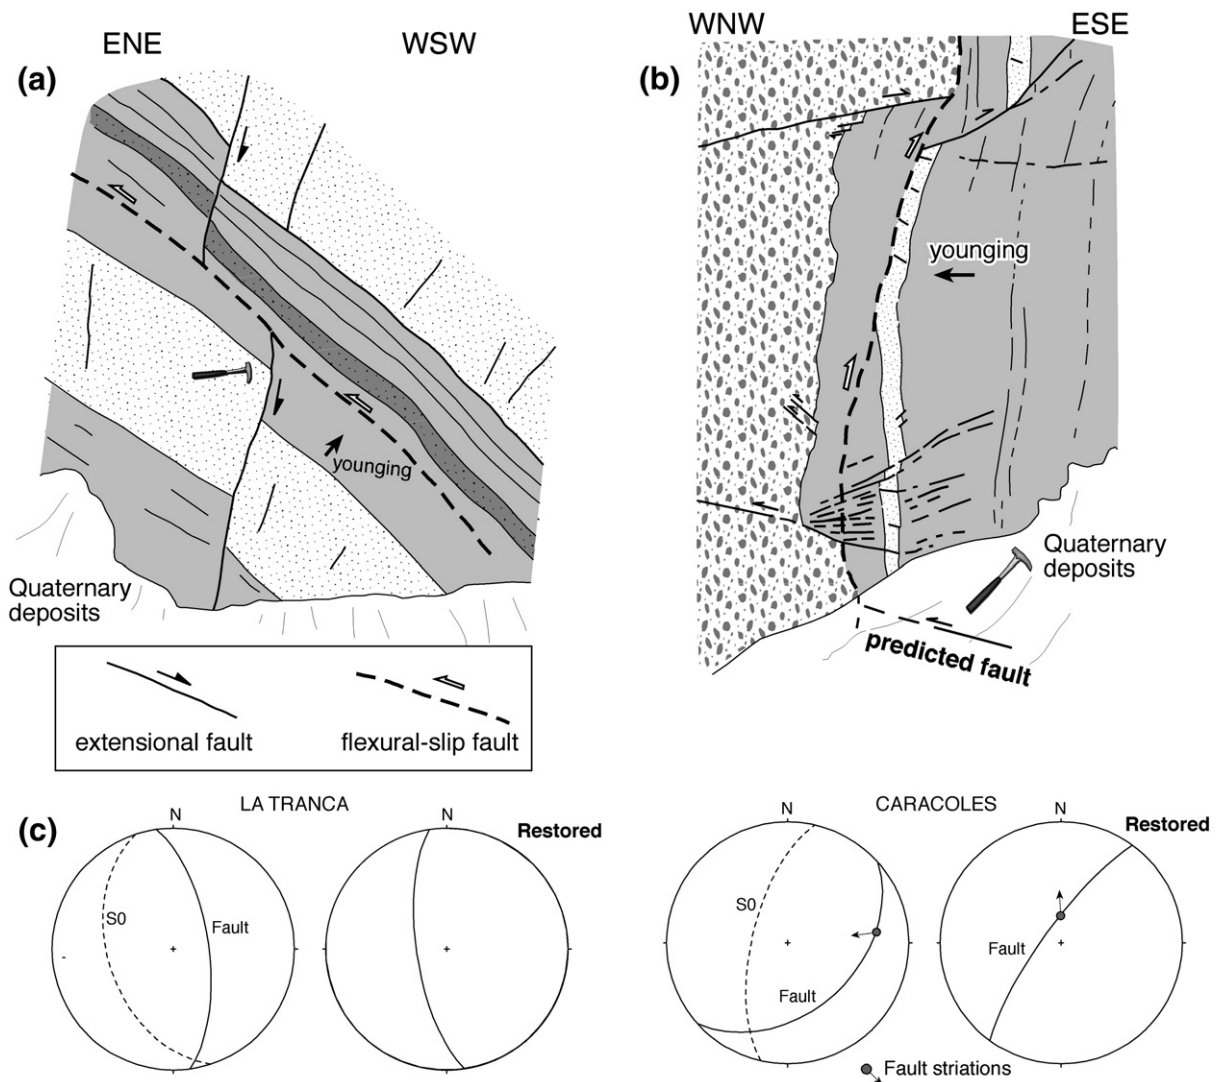 ENE
WSW
(a)
younging
Quaternary
deposits
extensional fault
flexural-slip fault
WNW
ESE
(b)
younging
Quaternary
deposits
predicted fault
(c)
LA TRANCA
N
S0
Fault
N
Restored
Fault
CARACOLES
N
S0
Fault
N
Restored
Fault
Fault striations